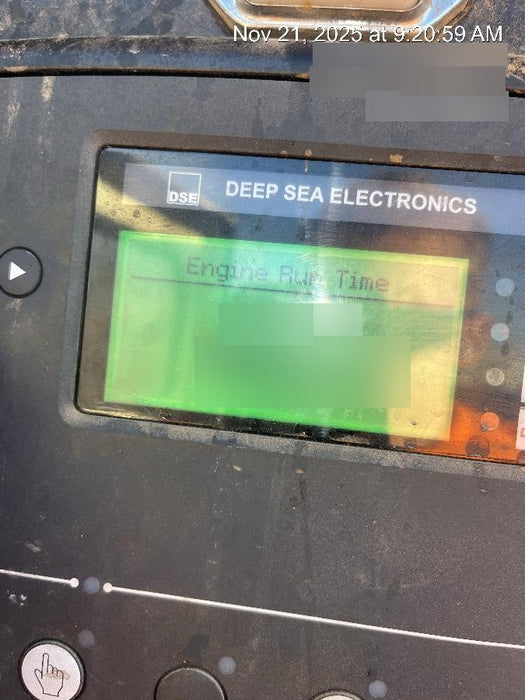 Nov 21, 2025 at 9:20:59 AM
DSE DEEP SEA ELECTRONICS
Engine Run Time